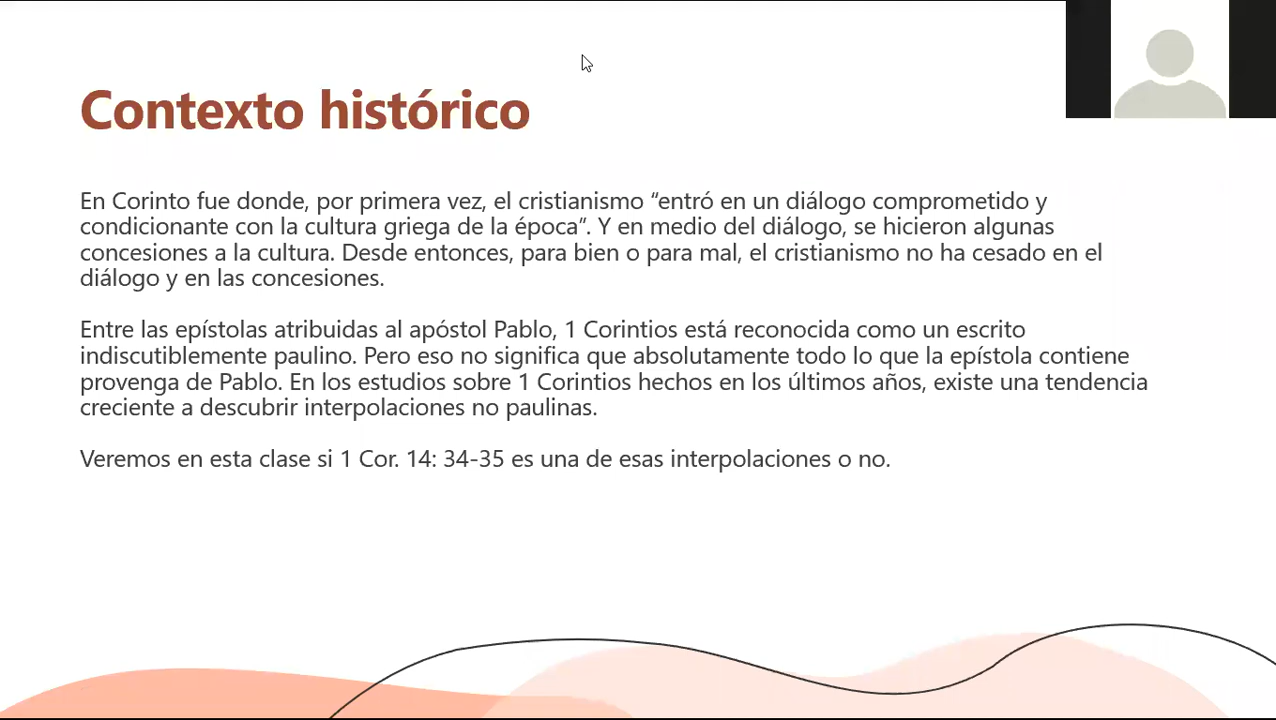 Contexto histórico
En Corinto fue donde, por primera vez, el cristianismo “entró en un diálogo comprometido y
condicionante con la cultura griega de la época”. Y en medio del diálogo, se hicieron algunas
concesiones a la cultura. Desde entonces, para bien o para mal, el cristianismo no ha cesado en el
diálogo y en las concesiones.
Entre las epístolas atribuidas al apóstol Pablo, 1 Corintios está reconocida como un escrito
indiscutiblemente paulino. Pero eso no significa que absolutamente todo lo que la epístola contiene
provenga de Pablo. En los estudios sobre 1 Corintios hechos en los últimos años, existe una tendencia
creciente a descubrir interpolaciones no paulinas.
Veremos en esta clase si 1 Cor. 14: 34-35 es una de esas interpolaciones o no.